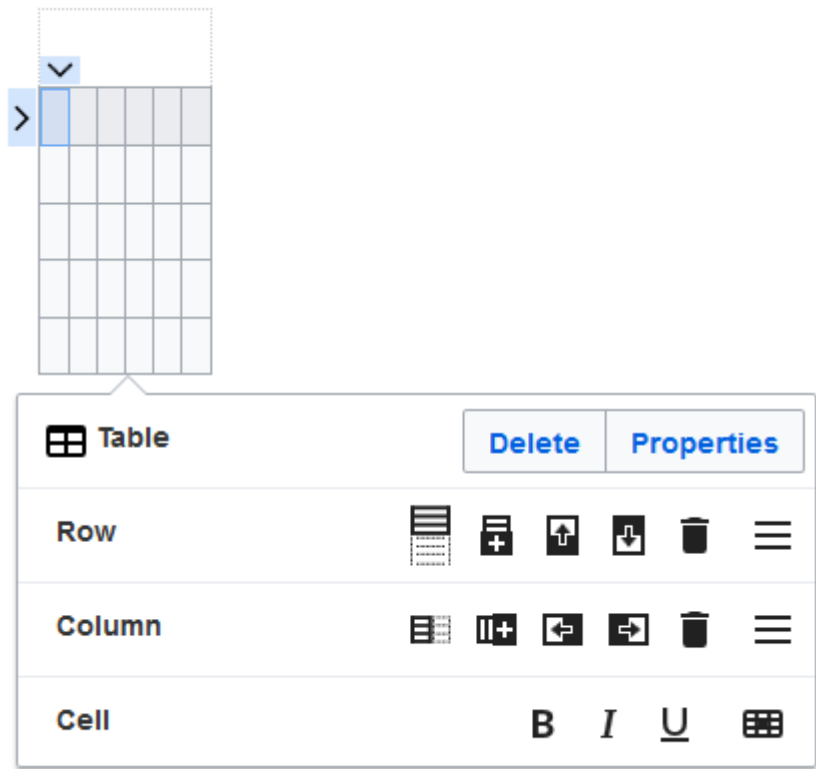 Table
Delete
Properties
Row
Column
Cell
B I U